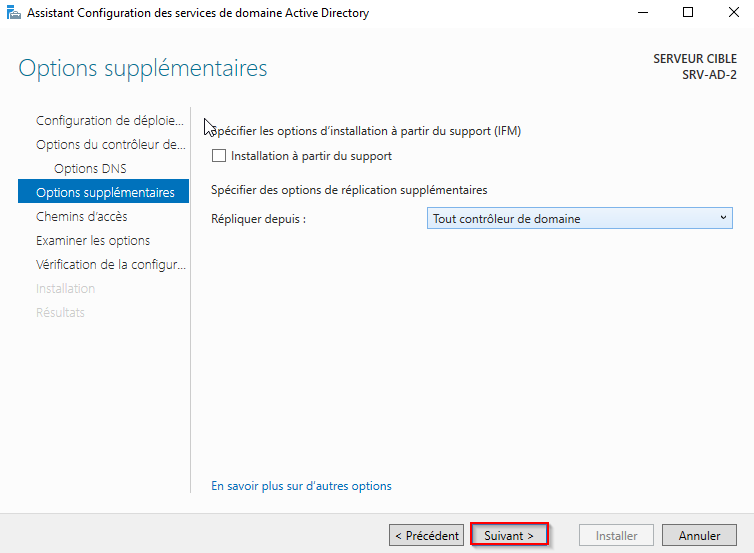 Assistant Configuration des services de domaine Active Directory
Options supplémentaires
SERVEUR CIBLE
SRV-AD-2
Configuration de déploie...
Options du contrôleur de...
Options DNS
Options supplémentaires
Chemins d'accès
Examiner les options
Vérification de la configur...
Installation
Résultats
Spécifier les options d'installation à partir du support (IFM)
Installation à partir du support
Spécifier des options de réplication supplémentaires
Répliquer depuis :
Tout contrôleur de domaine
En savoir plus sur d'autres options
< Précédent
Suivant >
Installer
Annuler